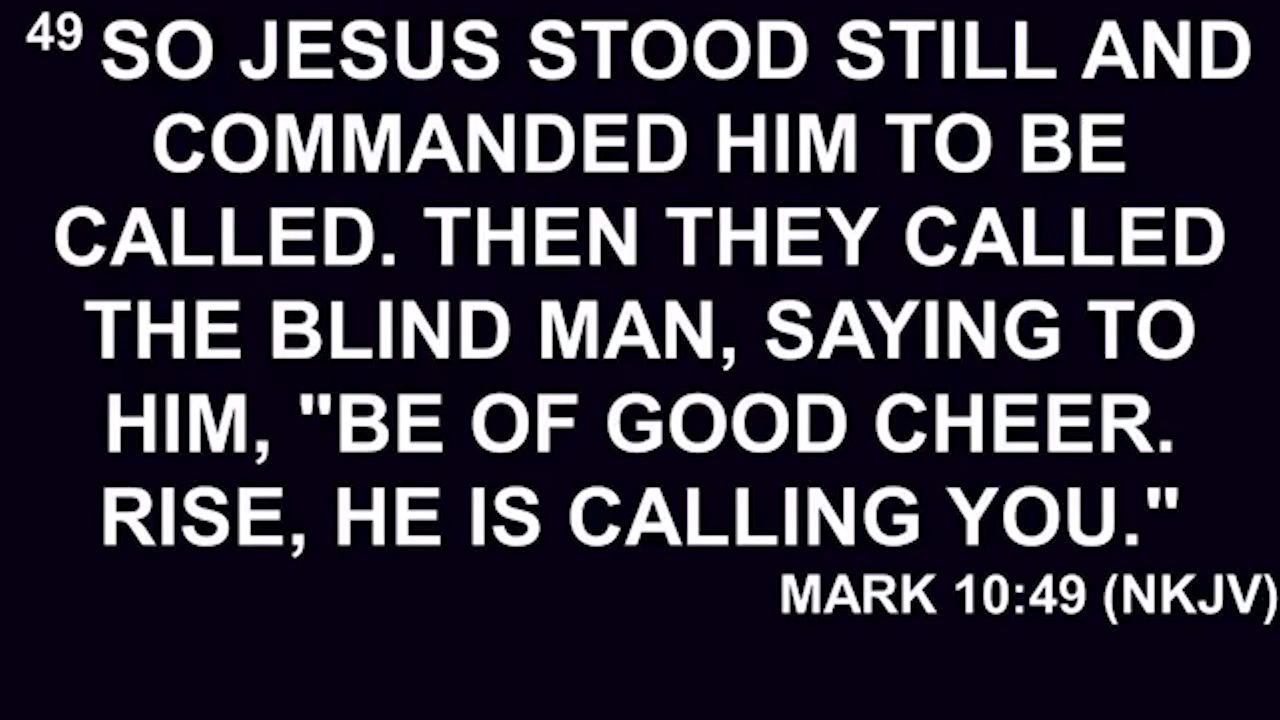 49 SO JESUS STOOD STILL AND
COMMANDED HIM TO BE
CALLED. THEN THEY CALLED
THE BLIND MAN, SAYING TO
HIM, "BE OF GOOD CHEER.
RISE, HE IS CALLING YOU."
MARK 10:49 (NKJV)